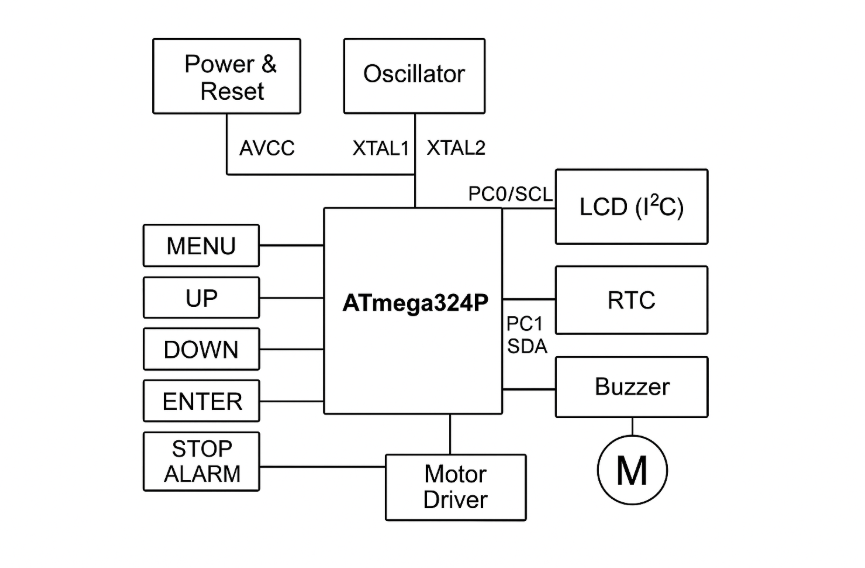 Power &
Reset
Oscillator
AVCC
XTAL1
XTAL2
PC0/SCL
LCD (I²C)
MENU
UP
ATmega324P
RTC
PC1
SDA
DOWN
Buzzer
ENTER
STOP
ALARM
Motor
Driver
M